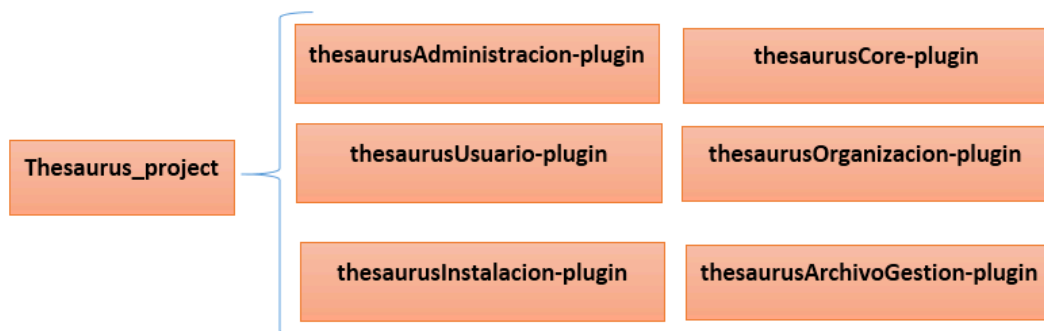 thesaurusAdministracion-plugin
thesaurusCore-plugin
Thesaurus_project
thesaurusUsuario-plugin
thesaurusOrganizacion-plugin
thesaurusInstalacion-plugin
thesaurusArchivoGestion-plugin